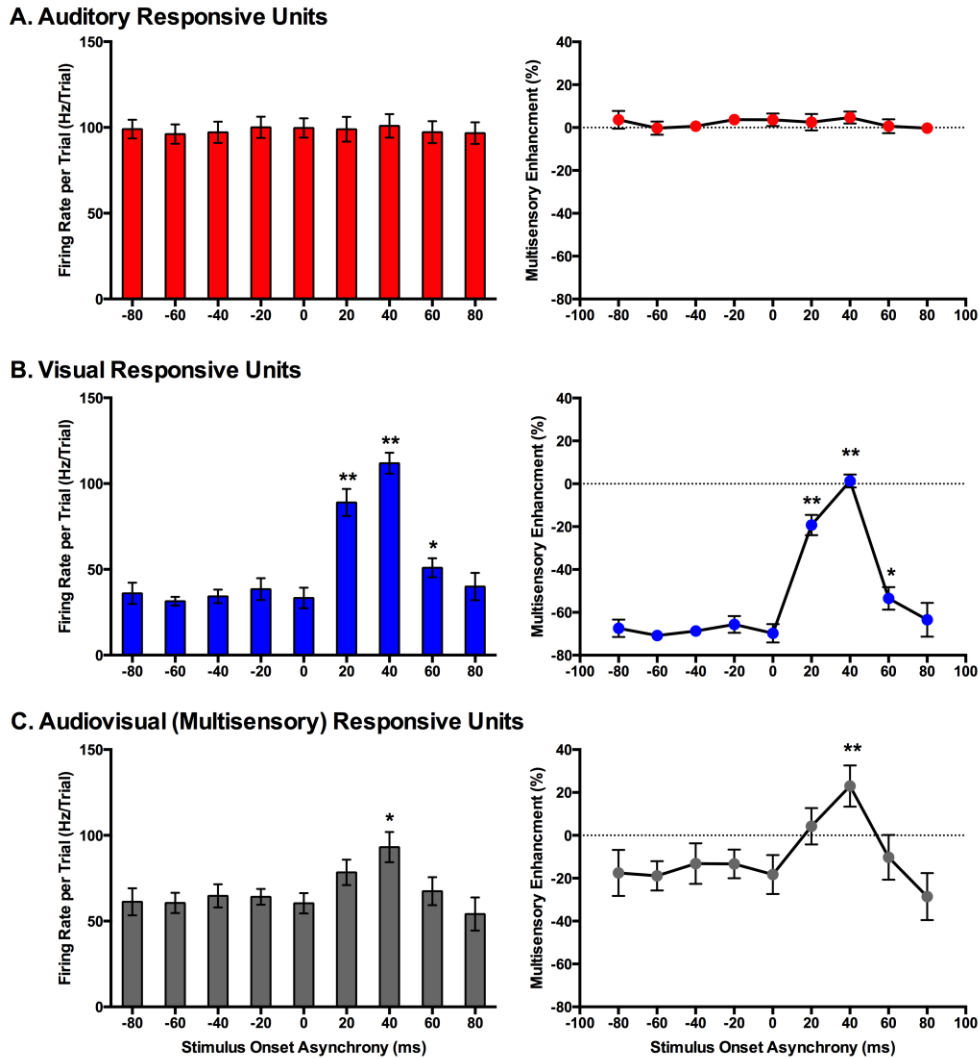 A. Auditory Responsive Units
Firing Rate per Trial (Hz/Trial)
150
100
50
0
-80 -60 -40 -20 0 20 40 60 80
Multisensory Enhancment (%)
40
20
0
-20
-40
-60
-80
-100 -80 -60 -40 -20 0 20 40 60 80 100
B. Visual Responsive Units
Firing Rate per Trial (Hz/Trial)
150
100
50
0
** ** *
-80 -60 -40 -20 0 20 40 60 80
Multisensory Enhancment (%)
40
20
0
-20
-40
-60
-80
** ** *
-100 -80 -60 -40 -20 0 20 40 60 80 100
C. Audiovisual (Multisensory) Responsive Units
Firing Rate per Trial (Hz/Trial)
150
100
50
0
*
-80 -60 -40 -20 0 20 40 60 80
Stimulus Onset Asynchrony (ms)
Multisensory Enhancment (%)
40
20
0
-20
-40
-60
-80
**
-100 -80 -60 -40 -20 0 20 40 60 80 100
Stimulus Onset Asynchrony (ms)